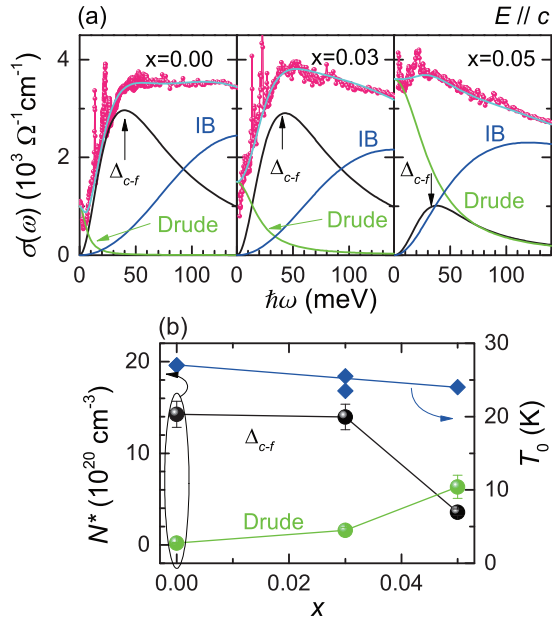 (a)
E // c
x=0.00
x=0.03
x=0.05
IB
IB
IB
Δc-f
Δc-f
Δc-f
Drude
Drude
Drude
4
3
2
1
0
σ(ω) (10³ Ω⁻¹cm⁻¹)
0 50 100 0 50 100 0 50 100
ħω (meV)
(b)
20
15
10
5
0
N* (10²⁰ cm⁻³)
Δc-f
Drude
30
20
10
0
T₀ (K)
0.00 0.02 0.04
x